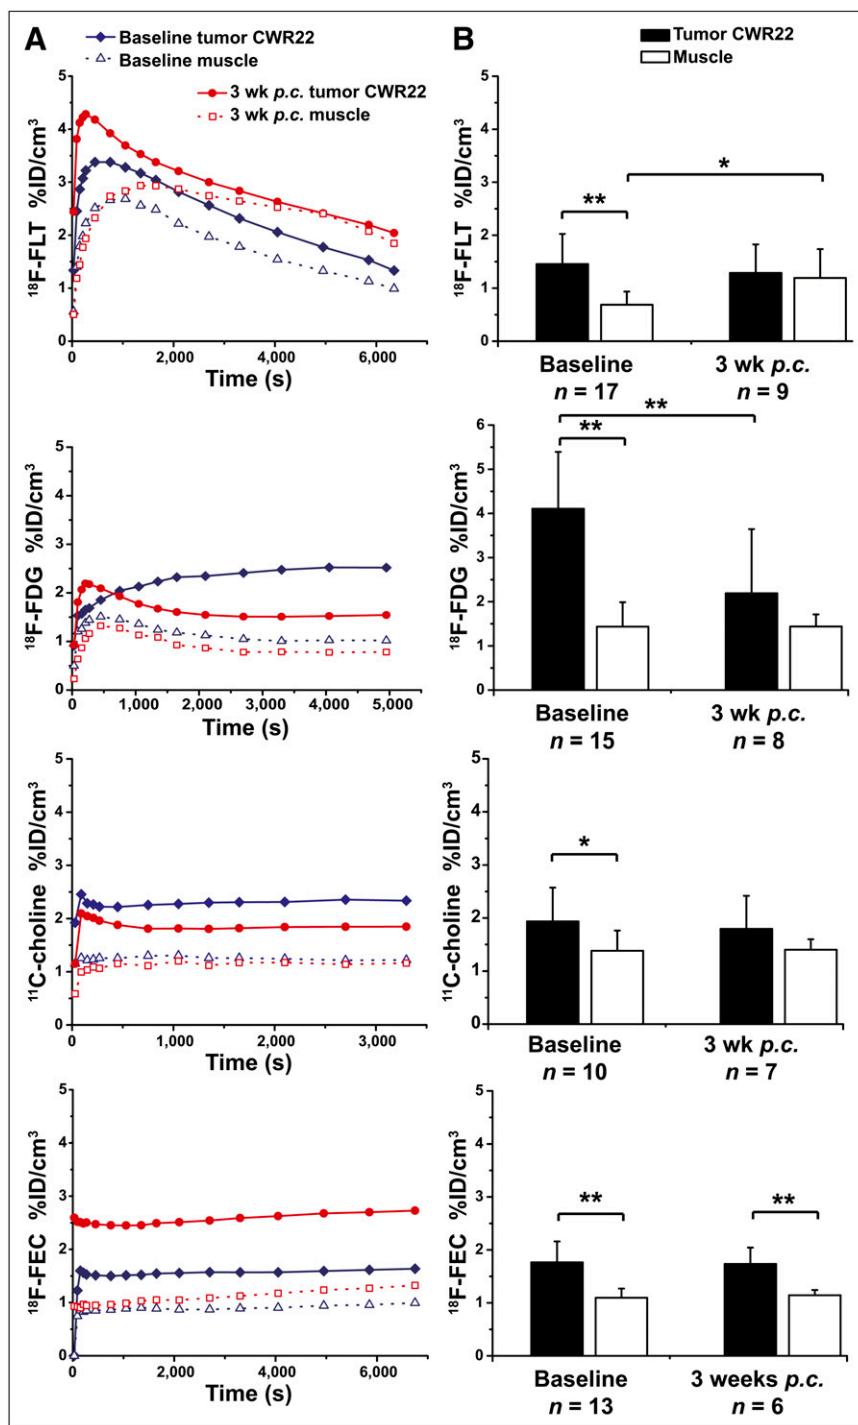 A
Baseline tumor CWR22
Baseline muscle
3 wk p.c. tumor CWR22
3 wk p.c. muscle
18F-FLT %ID/cm3
5
4
3
2
1
0
0 2,000 4,000 6,000
Time (s)
B
Tumor CWR22
Muscle
18F-FLT %ID/cm3
5
4
3
2
1
0
**
*
Baseline 3 wk p.c.
n = 17 n = 9
18F-FDG %ID/cm3
5
4
3
2
1
0
0 1,000 2,000 3,000 4,000 5,000
Time (s)
18F-FDG %ID/cm3
6
5
4
3
2
1
0
**
**
Baseline 3 wk p.c.
n = 15 n = 8
11C-choline %ID/cm3
5
4
3
2
1
0
0 1,000 2,000 3,000
Time (s)
11C-choline %ID/cm3
5
4
3
2
1
0
*
Baseline 3 wk p.c.
n = 10 n = 7
18F-FEC %ID/cm3
5
4
3
2
1
0
0 2,000 4,000 6,000
Time (s)
18F-FEC %ID/cm3
5
4
3
2
1
0
** **
Baseline 3 weeks p.c.
n = 13 n = 6